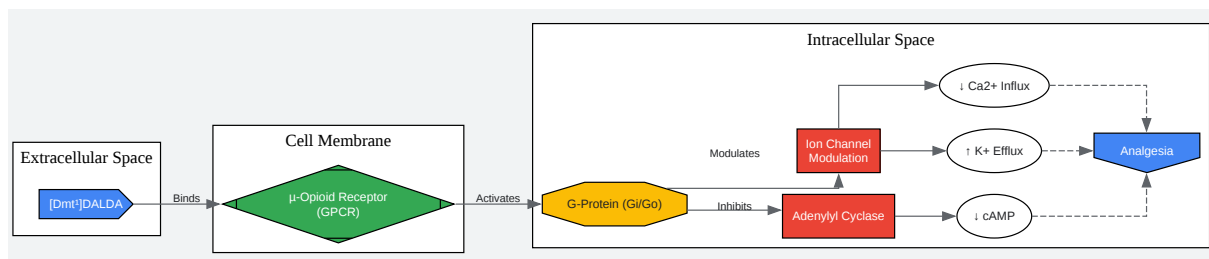 Extracellular Space
[Dmt¹]DALDA
Binds
Cell Membrane
µ-Opioid Receptor
(GPCR)
Activates
Intracellular Space
G-Protein (Gi/Go)
Modulates
Inhibits
Ion Channel
Modulation
Adenylyl Cyclase
↓ Ca2+ Influx
↑ K+ Efflux
↓ cAMP
Analgesia